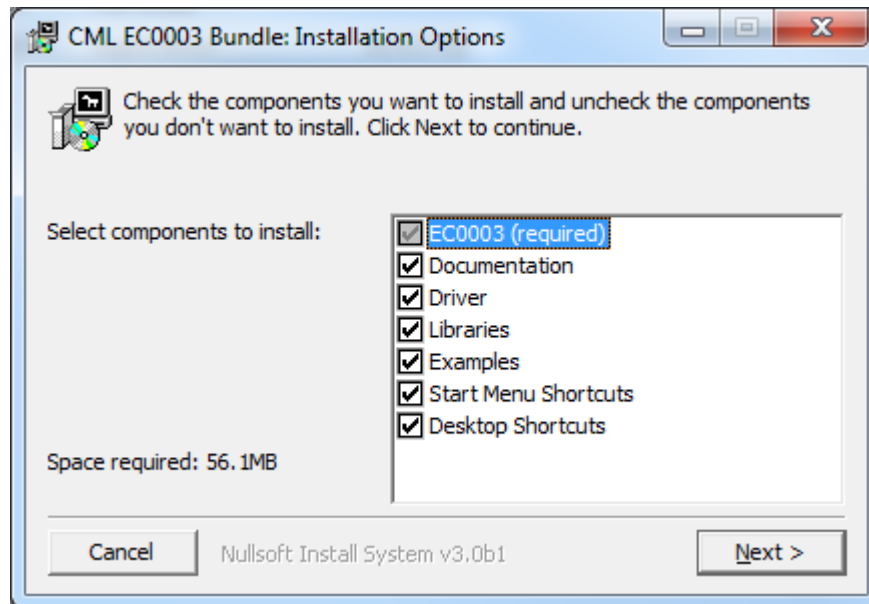 CML EC0003 Bundle: Installation Options
Check the components you want to install and uncheck the components
you don't want to install. Click Next to continue.
Select components to install:
EC0003 (required)
Documentation
Driver
Libraries
Examples
Start Menu Shortcuts
Desktop Shortcuts
Space required: 56.1MB
Cancel
Nullsoft Install System v3.0b1
Next >